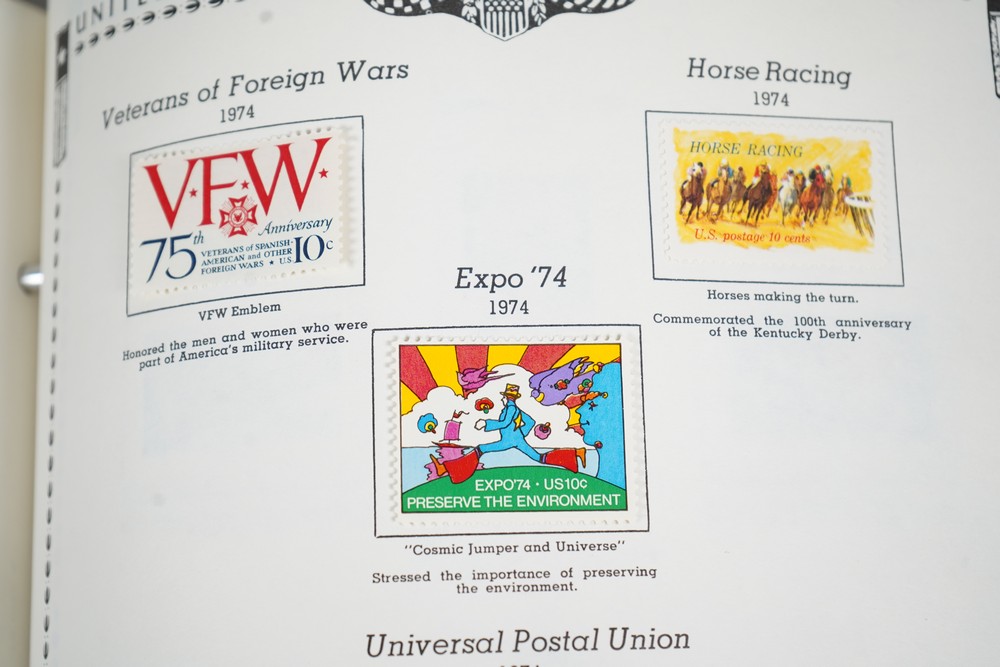 UNITE
Veterans of Foreign Wars
1974
V·F·W·
75th Anniversary
VETERANS OF SPANISH-
AMERICAN AND OTHER
FOREIGN WARS ★ U.S. 10c
VFW Emblem
Honored the men and women who were
part of America's military service.
Horse Racing
1974
HORSE RACING
U.S. postage 10 cents
Horses making the turn.
Commemorated the 100th anniversary
of the Kentucky Derby.
Expo '74
1974
EXPO'74 · US10c
PRESERVE THE ENVIRONMENT
"Cosmic Jumper and Universe"
Stressed the importance of preserving
the environment.
Universal Postal Union
1974